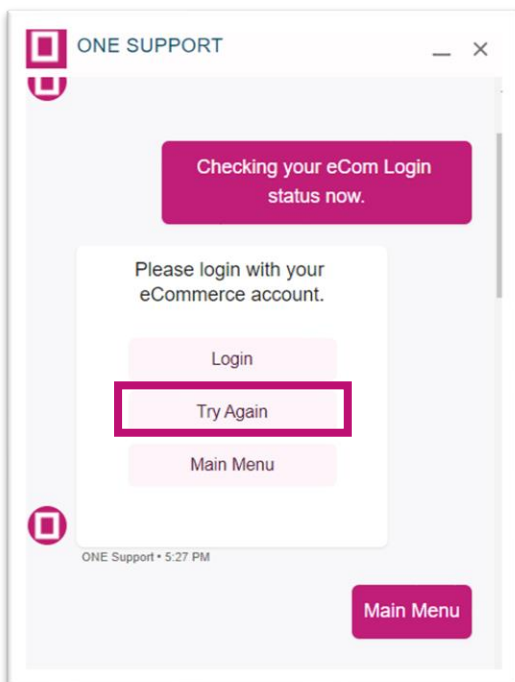 ONE SUPPORT
Checking your eCom Login
status now.
Please login with your
eCommerce account.
Login
Try Again
Main Menu
ONE Support • 5:27 PM
Main Menu